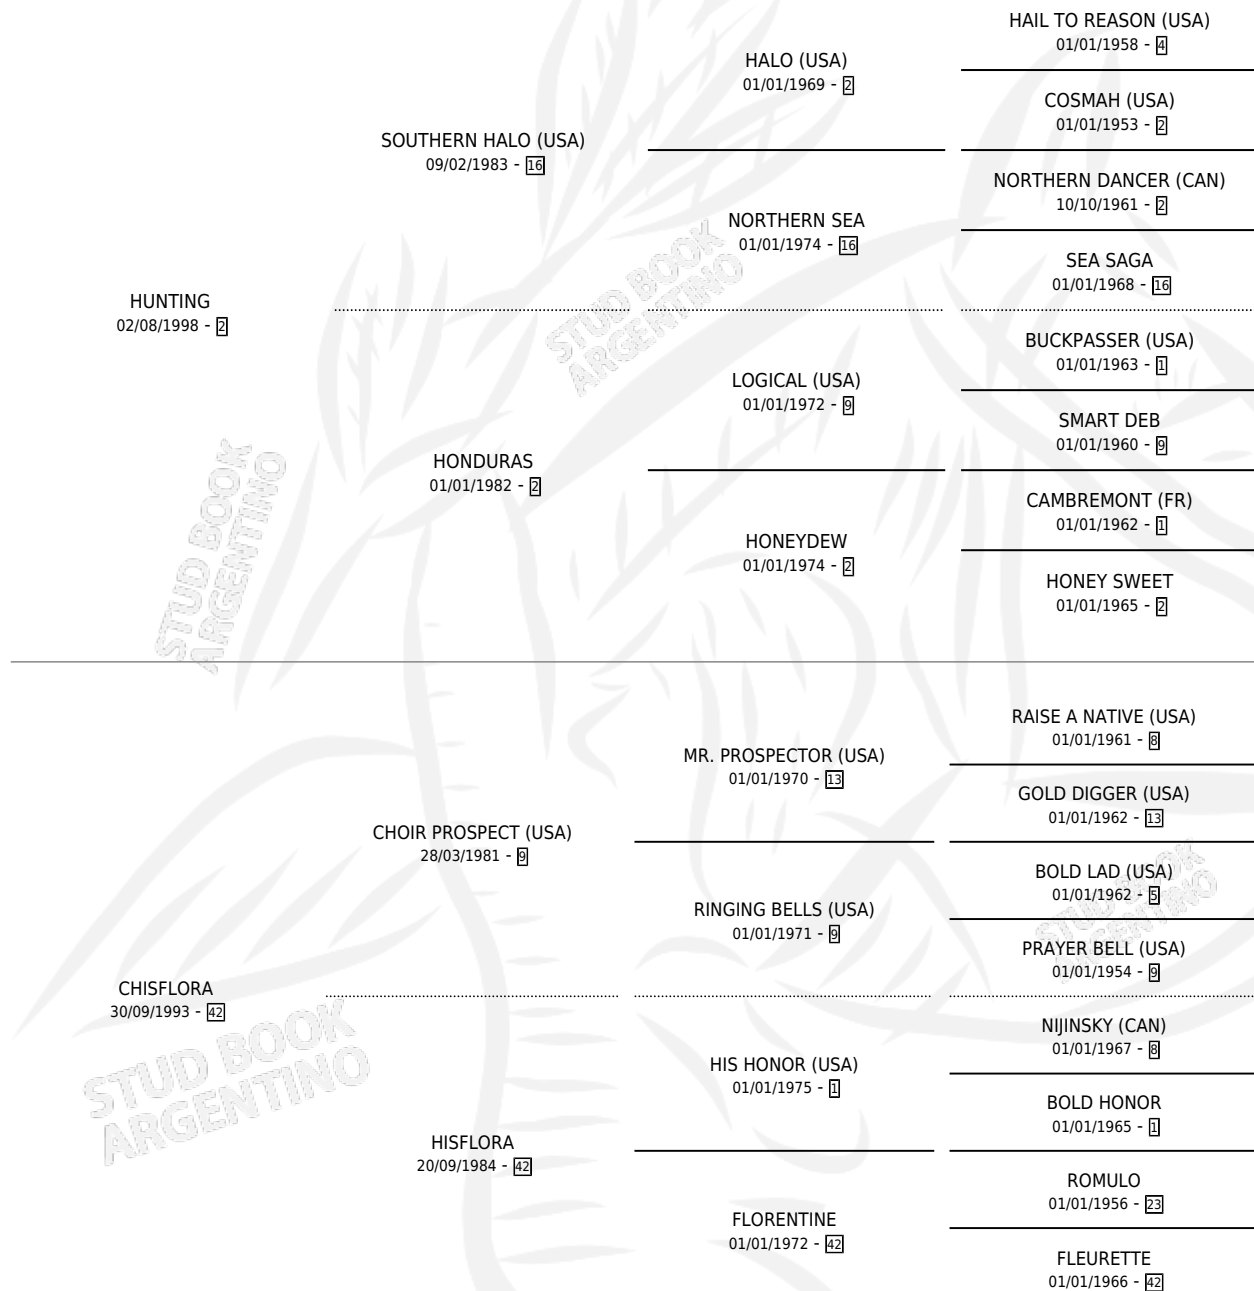 HAIL TO REASON (USA)
01/01/1958 - 4
HALO (USA)
01/01/1969 - 2
COSMAH (USA)
01/01/1953 - 2
SOUTHERN HALO (USA)
09/02/1983 - 16
NORTHERN DANCER (CAN)
10/10/1961 - 2
NORTHERN SEA
01/01/1974 - 16
SEA SAGA
01/01/1968 - 16
HUNTING
02/08/1998 - 2
STUD BOOK
ARGENTINO
BUCKPASSER (USA)
01/01/1963 - 1
LOGICAL (USA)
01/01/1972 - 9
SMART DEB
01/01/1960 - 9
HONDURAS
01/01/1982 - 2
CAMBREMONT (FR)
01/01/1962 - 1
HONEYDEW
01/01/1974 - 2
HONEY SWEET
01/01/1965 - 2
STUD BOOK
ARGENTINO
RAISE A NATIVE (USA)
01/01/1961 - 8
MR. PROSPECTOR (USA)
01/01/1970 - 13
GOLD DIGGER (USA)
01/01/1962 - 13
CHOIR PROSPECT (USA)
28/03/1981 - 9
BOLD LAD (USA)
01/01/1962 - 5
STUD BOOK
ARGENTINO
RINGING BELLS (USA)
01/01/1971 - 9
PRAYER BELL (USA)
01/01/1954 - 9
CHISFLORA
30/09/1993 - 42
STUD BOOK
ARGENTINO
NIJINSKY (CAN)
01/01/1967 - 8
HIS HONOR (USA)
01/01/1975 - 1
BOLD HONOR
01/01/1965 - 1
HISFLORA
20/09/1984 - 42
ROMULO
01/01/1956 - 23
FLORENTINE
01/01/1972 - 42
FLEURETTE
01/01/1966 - 42